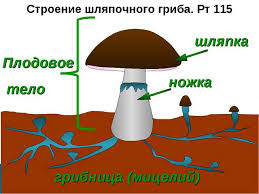 Строение шляпочного гриба. Рт 115
шляпка
Плодовое
тело
ножка
грибница (мицелий)